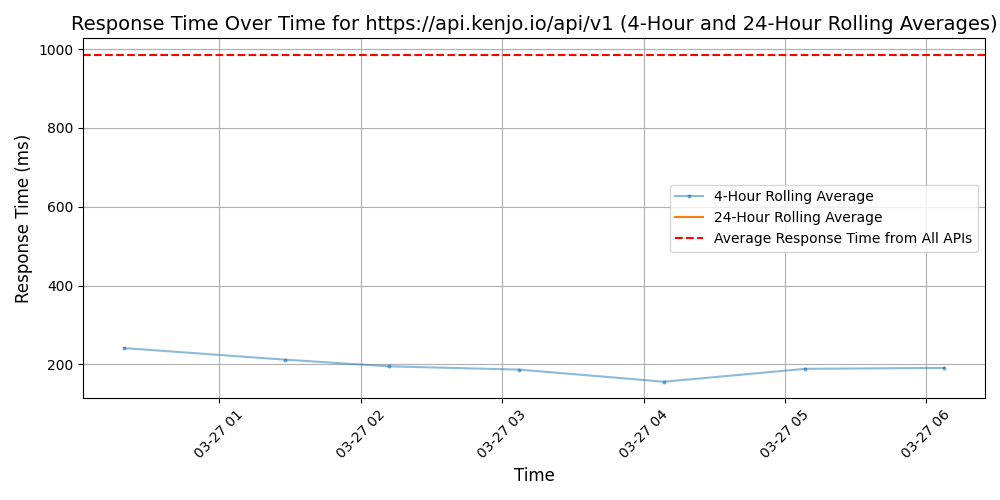 Response Time Over Time for https://api.kenjo.io/api/v1 (4-Hour and 24-Hour Rolling Averages)
Response Time (ms)
1000
800
600
400
200
4-Hour Rolling Average
24-Hour Rolling Average
Average Response Time from All APIs
03-27 01
03-27 02
03-27 03
03-27 04
03-27 05
03-27 06
Time